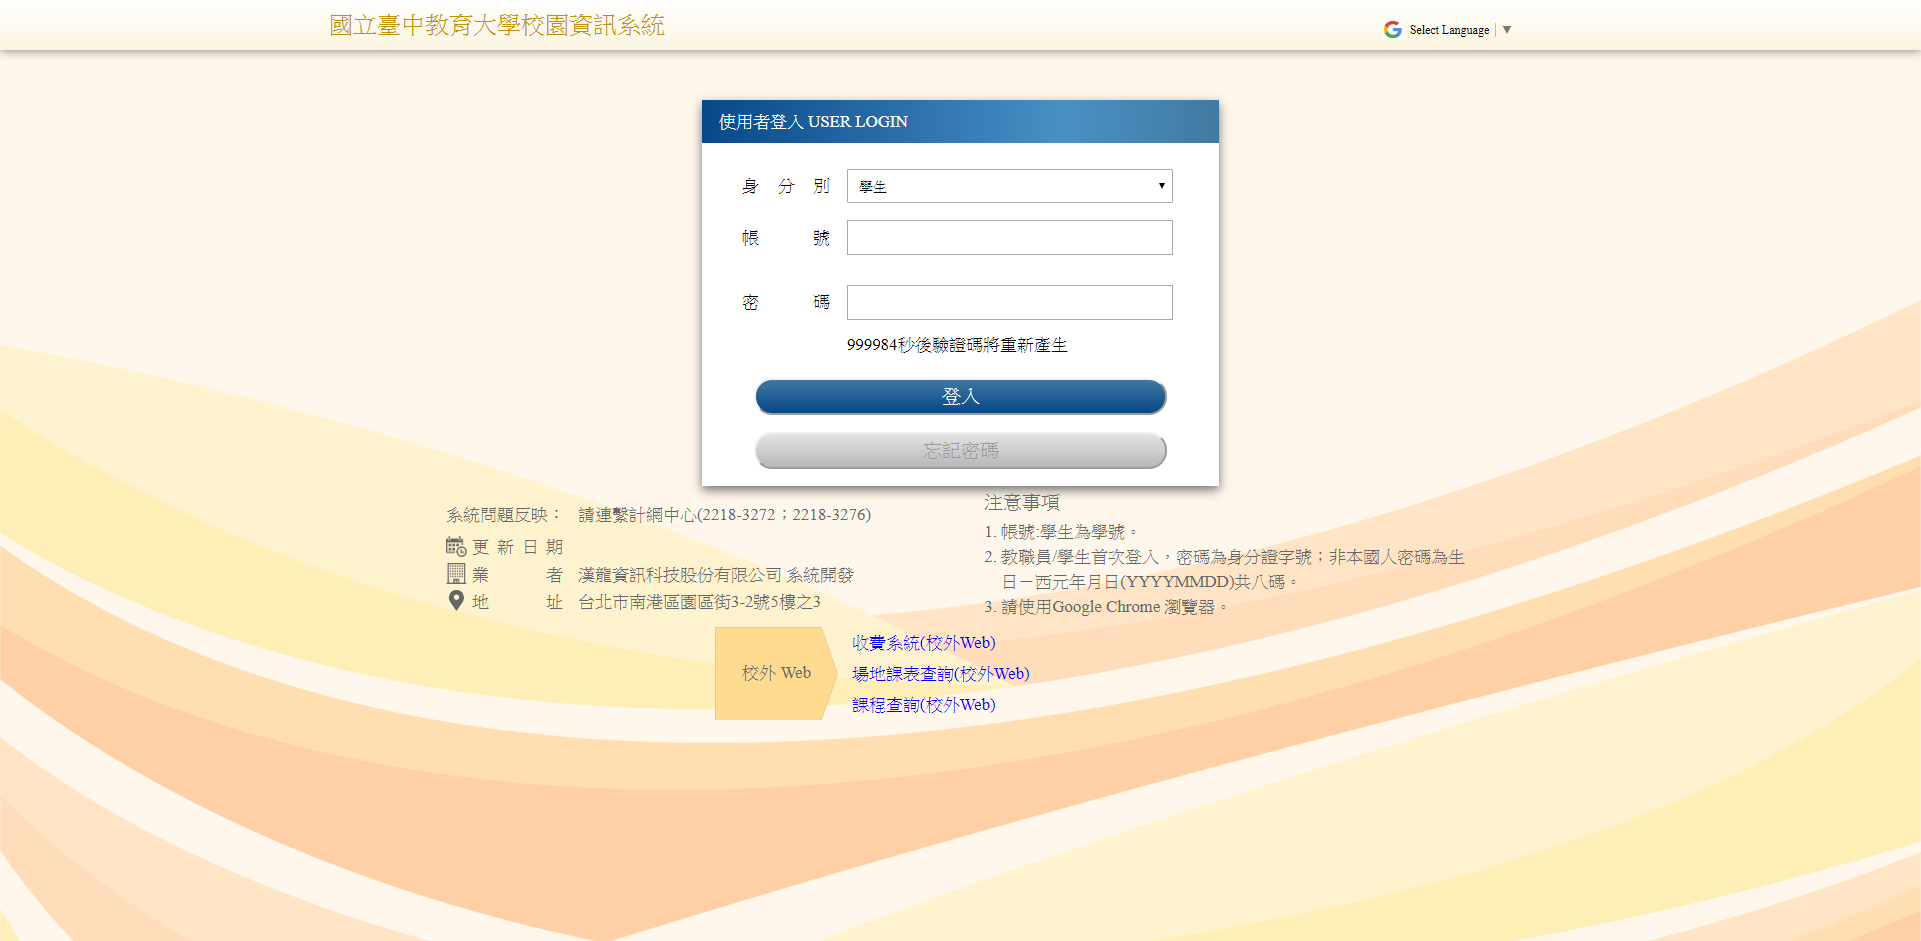 國立臺中教育大學校園資訊系統
Select Language ▼
使用者登入 USER LOGIN
身分別 學生
帳號
密碼
999984秒後驗證碼將重新產生
登入
忘記密碼
系統問題反映： 請連繫計網中心(2218-3272；2218-3276)
更新日期
業者 漢龍資訊科技股份有限公司 系統開發
地址 台北市南港區園區街3-2號5樓之3
注意事項
1. 帳號:學生為學號。
2. 教職員/學生首次登入，密碼為身分證字號；非本國人密碼為生
日－西元年月日(YYYYMMDD)共八碼。
3. 請使用Google Chrome 瀏覽器。
校外 Web
收費系統(校外Web)
場地課表查詢(校外Web)
課程查詢(校外Web)